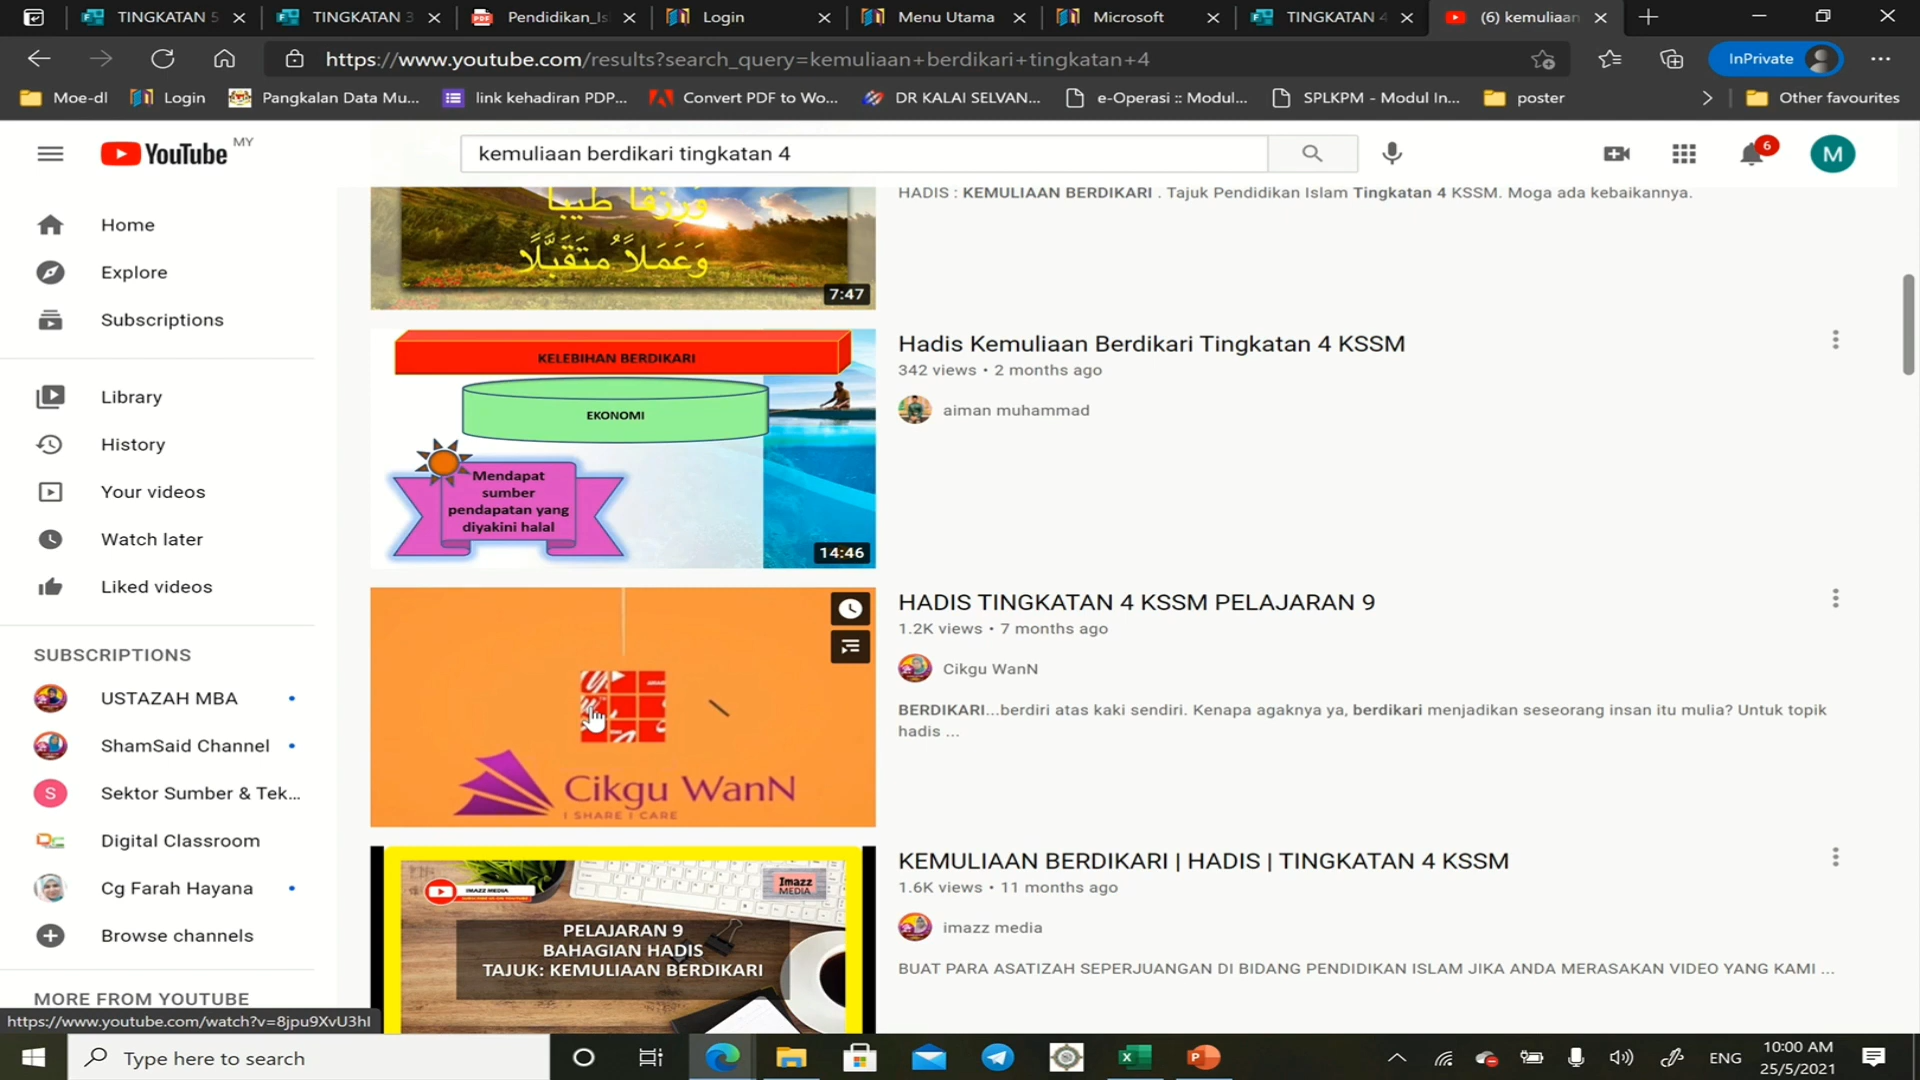 TINGKATAN 5
TINGKATAN 3
Pendidikan_Is
Login
Menu Utama
Microsoft
TINGKATAN 4
(6) kemuliaan
https://www.youtube.com/results?search_query=kemuliaan+berdikari+tingkatan+4
InPrivate
Moe-dl
Login
Pangkalan Data Mu...
link kehadiran PDP...
Convert PDF to Wo...
DR KALAI SELVAN...
e-Operasi :: Modul...
SPLKPM - Modul In...
poster
Other favourites
YouTube MY
kemuliaan berdikari tingkatan 4
6
M
Home
Explore
Subscriptions
Library
History
Your videos
Watch later
Liked videos
SUBSCRIPTIONS
USTAZAH MBA
ShamSaid Channel
S
Sektor Sumber & Tek...
Digital Classroom
Cg Farah Hayana
Browse channels
MORE FROM YOUTUBE
https://www.youtube.com/watch?v=8jpu9XvU3hI
وَرِزْقًا طَيِّبًا
وَعَمَلاً مُتَقَبَّلًا
7:47
HADIS : KEMULIAAN BERDIKARI . Tajuk Pendidikan Islam Tingkatan 4 KSSM. Moga ada kebaikannya.
KELEBIHAN BERDIKARI
EKONOMI
Mendapat
sumber
pendapatan yang
diyakini halal
14:46
Hadis Kemuliaan Berdikari Tingkatan 4 KSSM
342 views • 2 months ago
aiman muhammad
Cikgu WanN
I SHARE I CARE
HADIS TINGKATAN 4 KSSM PELAJARAN 9
1.2K views • 7 months ago
Cikgu WanN
BERDIKARI...berdiri atas kaki sendiri. Kenapa agaknya ya, berdikari menjadikan seseorang insan itu mulia? Untuk topik
hadis ...
IMAZZ MEDIA
Imazz
MEDIA
PELAJARAN 9
BAHAGIAN HADIS
TAJUK: KEMULIAAN BERDIKARI
KEMULIAAN BERDIKARI | HADIS | TINGKATAN 4 KSSM
1.6K views • 11 months ago
imazz media
BUAT PARA ASATIZAH SEPERJUANGAN DI BIDANG PENDIDIKAN ISLAM JIKA ANDA MERASAKAN VIDEO YANG KAMI ...
Type here to search
ENG
10:00 AM
25/5/2021